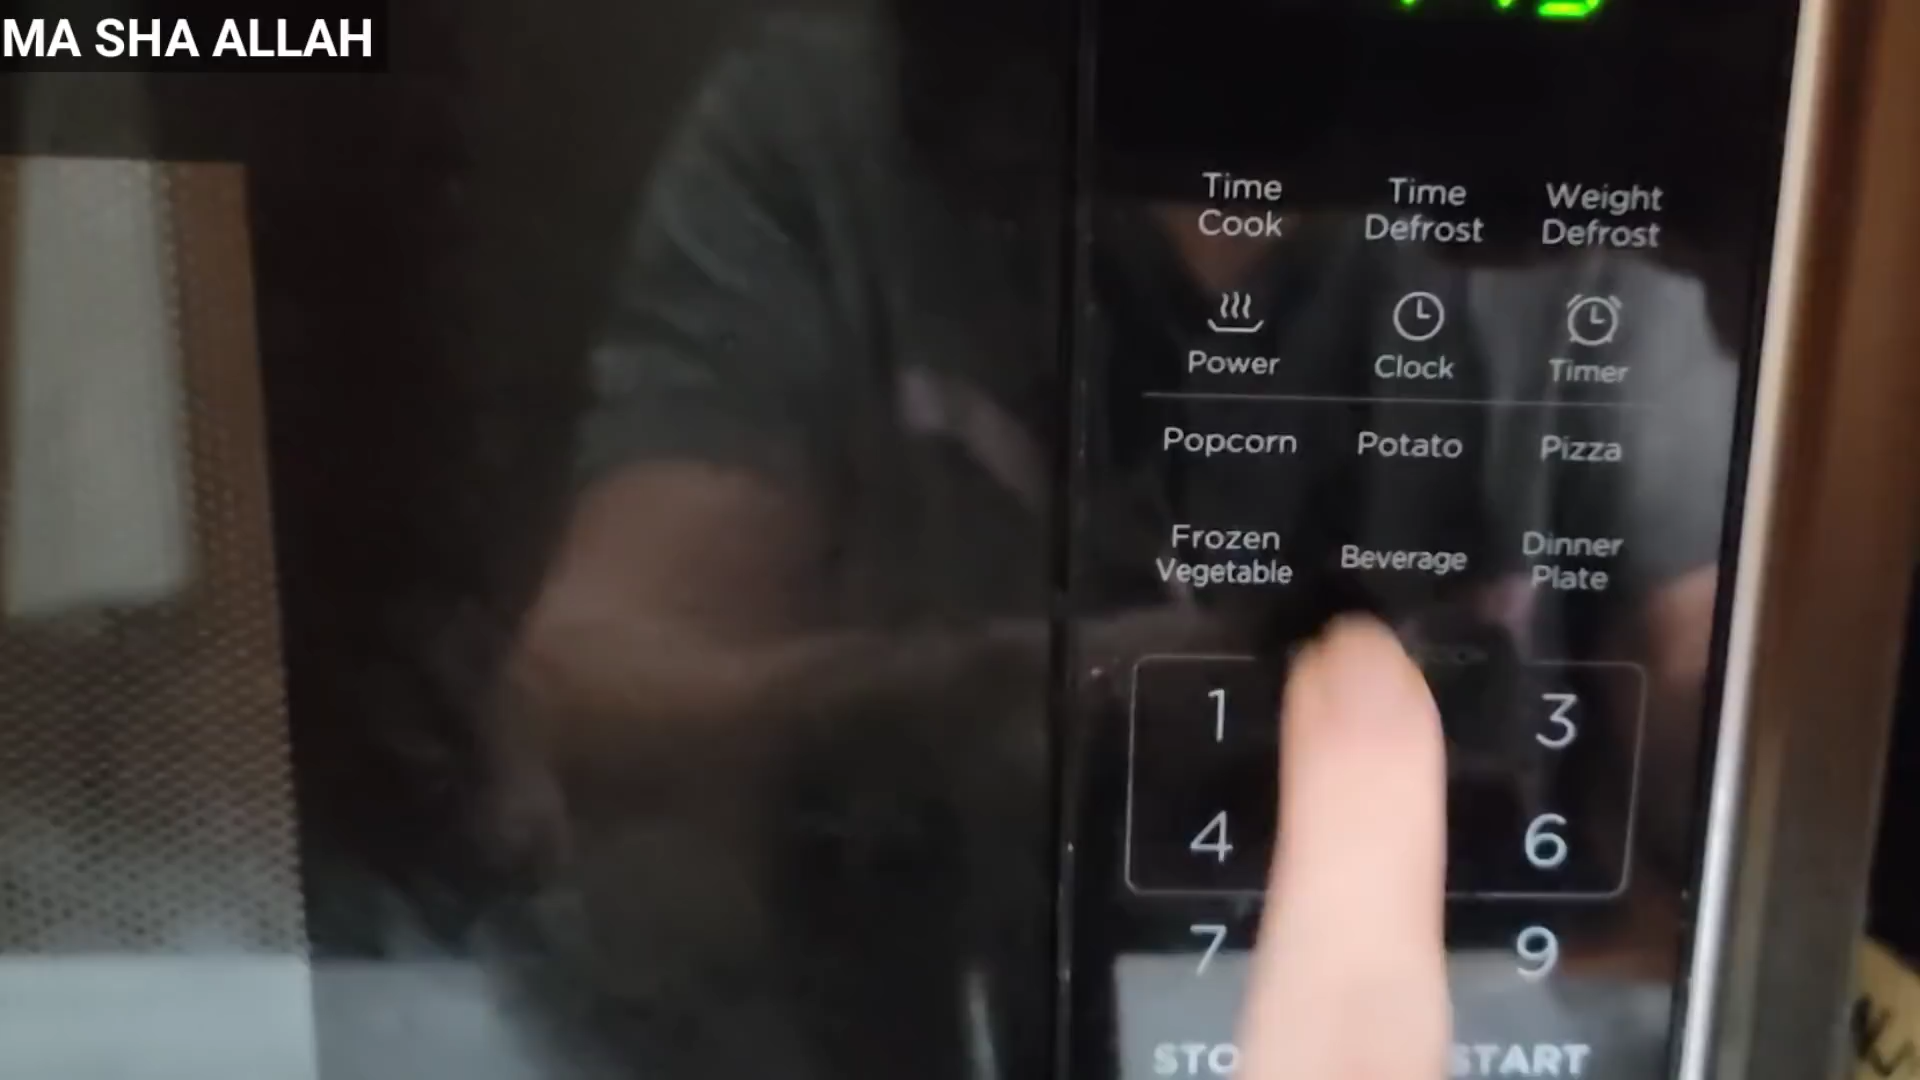 MA SHA ALLAH
Time Cook
Time Defrost
Weight Defrost
Power
Clock
Timer
Popcorn
Potato
Pizza
Frozen Vegetable
Beverage
Dinner Plate
1
3
4
6
7
9
START